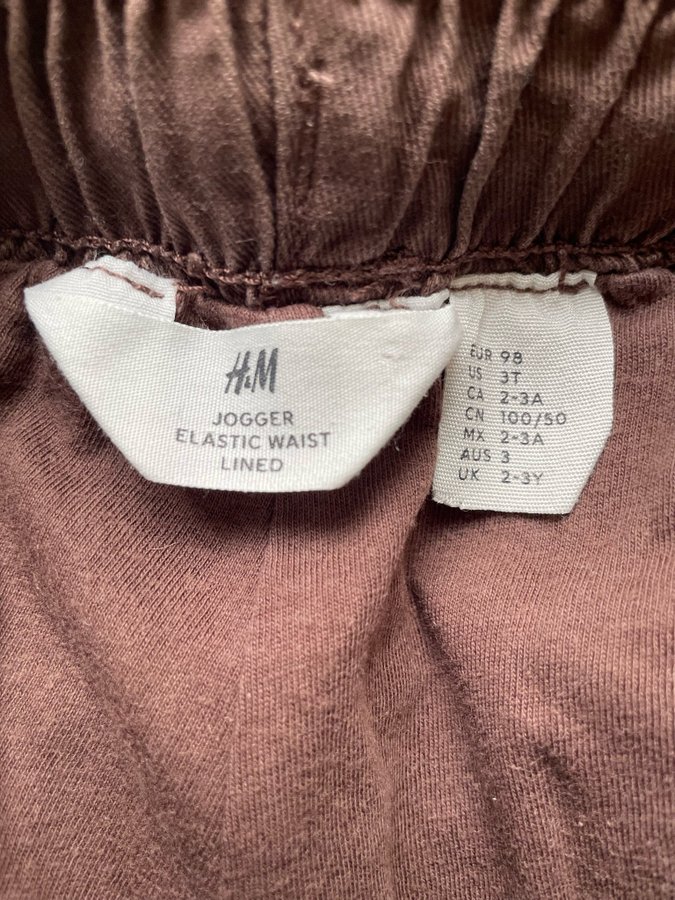 H&M
JOGGER
ELASTIC WAIST
LINED
EUR 98
US 3T
CA 2-3A
CN 100/50
MX 2-3A
AUS 3
UK 2-3Y